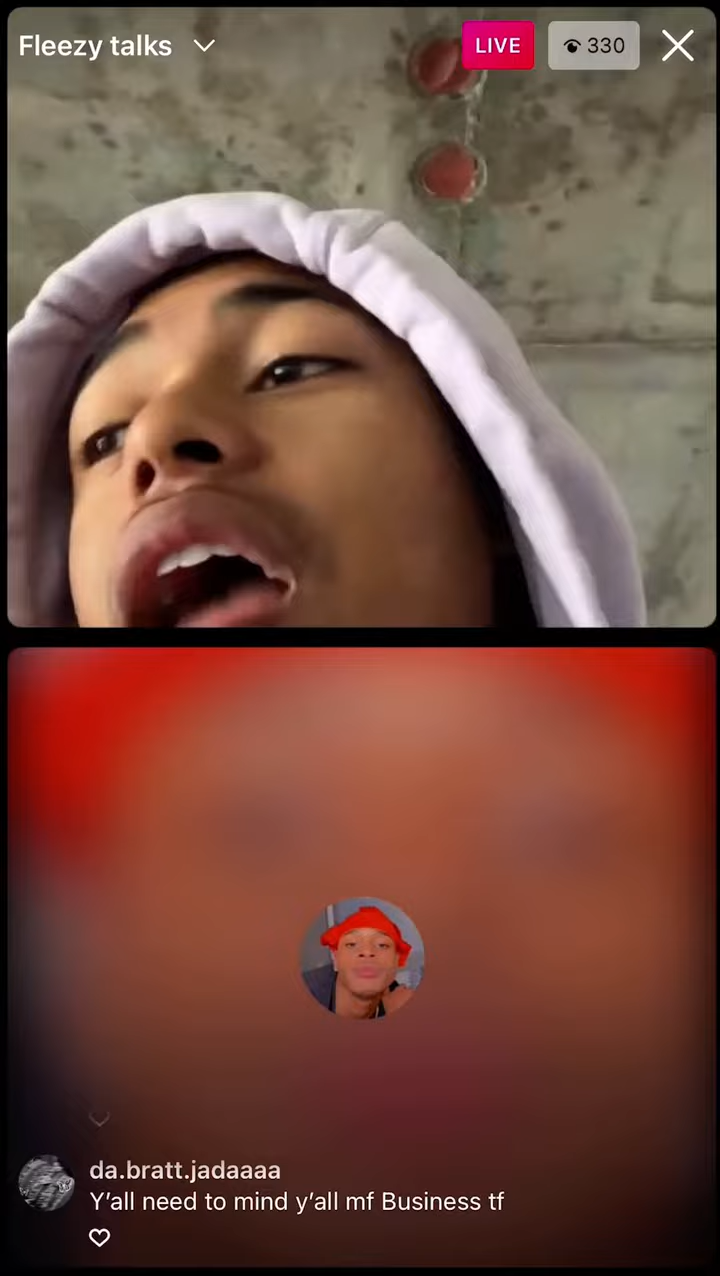 Fleezy talks
LIVE
330
da.bratt.jadaaaa
Y’all need to mind y’all mf Business tf